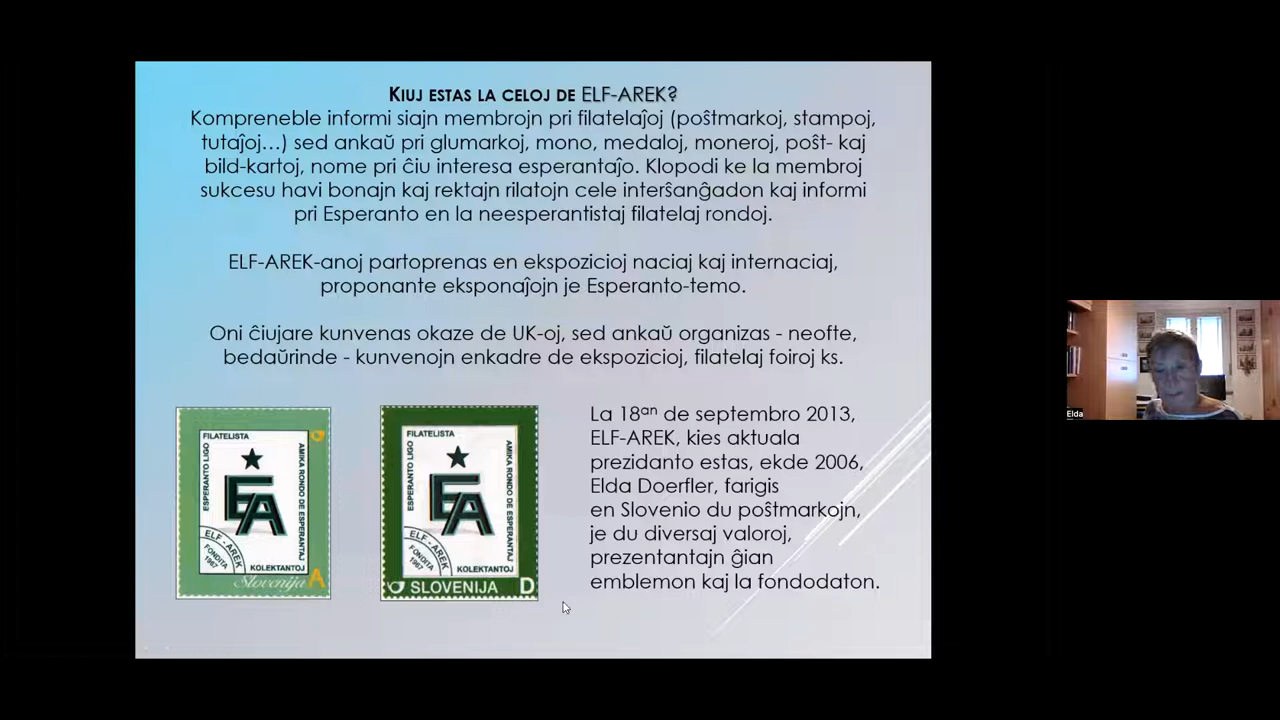 Kiuj estas la celoj de ELF-AREK?
Kompreneble informi siajn membrojn pri filatelaĵoj (poŝtmarkoj, stampoj,
tutaĵoj...) sed ankaŭ pri glumarkoj, mono, medaloj, moneroj, poŝt- kaj
bild-kartoj, nome pri ĉiu interesa esperantaĵo. Klopodi ke la membroj
sukcesu havi bonajn kaj rektajn rilatojn cele interŝanĝadon kaj informi
pri Esperanto en la neesperantistaj filatelaj rondoj.
ELF-AREK-anoj partoprenas en ekspozicioj naciaj kaj internaciaj,
proponante eksponaĵojn je Esperanto-temo.
Oni ĉiujare kunvenas okaze de UK-oj, sed ankaŭ organizas - neofte,
bedaŭrinde - kunvenojn enkadre de ekspozicioj, filatelaj foiroj ks.
FILATELISTA
ESPERANTO LIGO
AMIKA RONDO DE ESPERANTAJ
EA
ELF - AREK
FONDITA
1967
KOLEKTANTOJ
Slovenija A
FILATELISTA
ESPERANTO LIGO
AMIKA RONDO DE ESPERANTAJ
EA
ELF - AREK
FONDITA
1967
KOLEKTANTOJ
SLOVENIJA D
La 18an de septembro 2013,
ELF-AREK, kies aktuala
prezidanto estas, ekde 2006,
Elda Doerfler, farigis
en Slovenio du poŝtmarkojn,
je du diversaj valoroj,
prezentantajn ĝian
emblemon kaj la fondodaton.
Elda